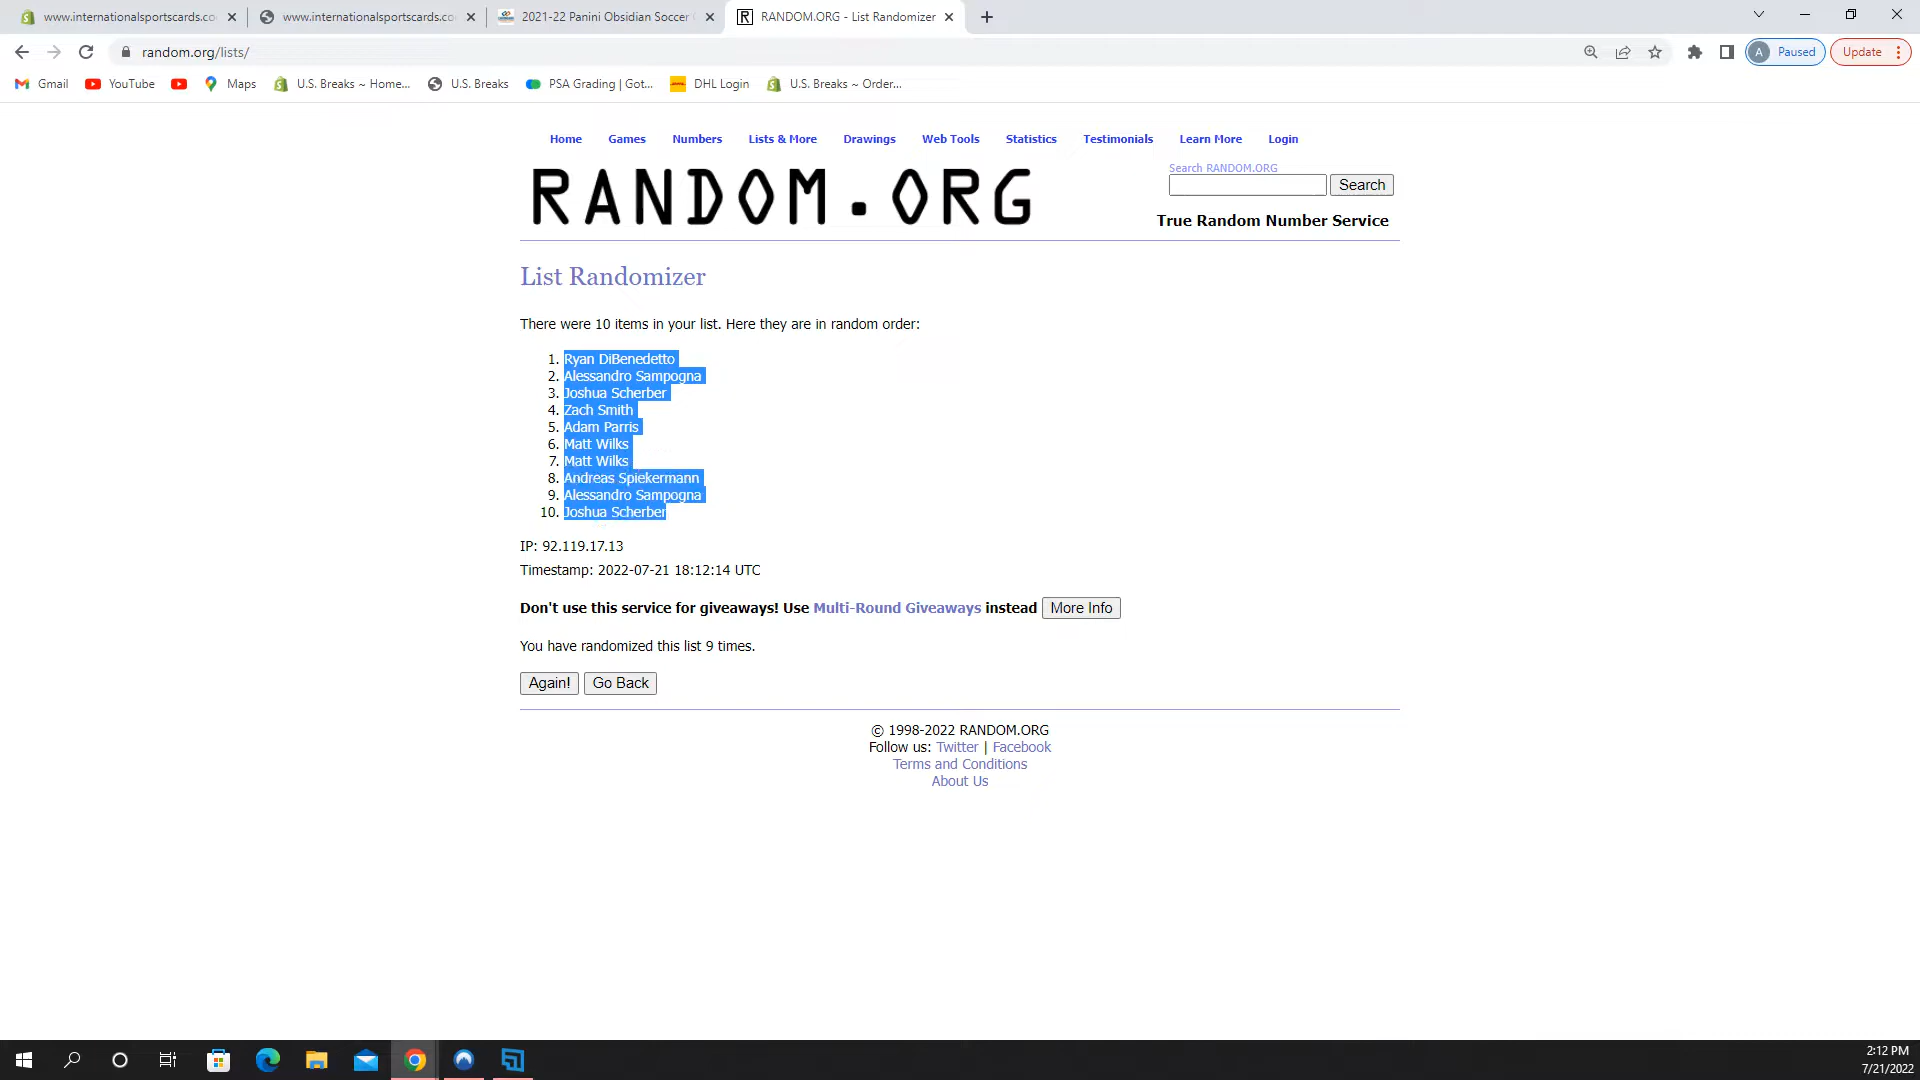 www.internationalsportscards.co
www.internationalsportscards.co
2021-22 Panini Obsidian Soccer
RANDOM.ORG - List Randomizer
random.org/lists/
A Paused
Update
Gmail
YouTube
Maps
U.S. Breaks ~ Home...
U.S. Breaks
PSA Grading | Got...
DHL Login
U.S. Breaks ~ Order...
Home Games Numbers Lists & More Drawings Web Tools Statistics Testimonials Learn More Login
RANDOM.ORG
Search RANDOM.ORG
Search
True Random Number Service
List Randomizer
There were 10 items in your list. Here they are in random order:
1. Ryan DiBenedetto
2. Alessandro Sampogna
3. Joshua Scherber
4. Zach Smith
5. Adam Parris
6. Matt Wilks
7. Matt Wilks
8. Andreas Spiekermann
9. Alessandro Sampogna
10. Joshua Scherber
IP: 92.119.17.13
Timestamp: 2022-07-21 18:12:14 UTC
Don't use this service for giveaways! Use Multi-Round Giveaways instead More Info
You have randomized this list 9 times.
Again! Go Back
© 1998-2022 RANDOM.ORG
Follow us: Twitter | Facebook
Terms and Conditions
About Us
2:12 PM
7/21/2022